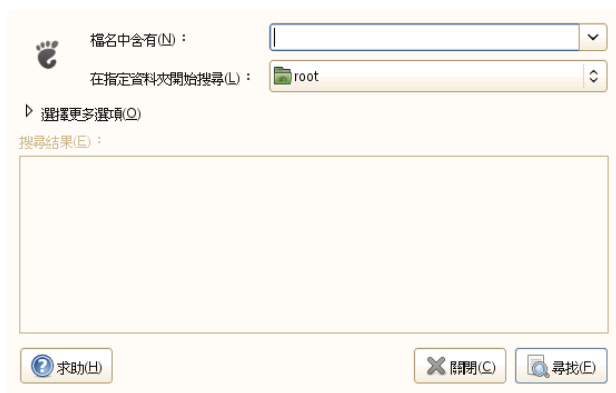 檔名中含有(N)：
在指定資料夾開始搜尋(L)： root
選擇更多選項(O)
搜尋結果(E)：
求助(H) 關閉(C) 尋找(F)